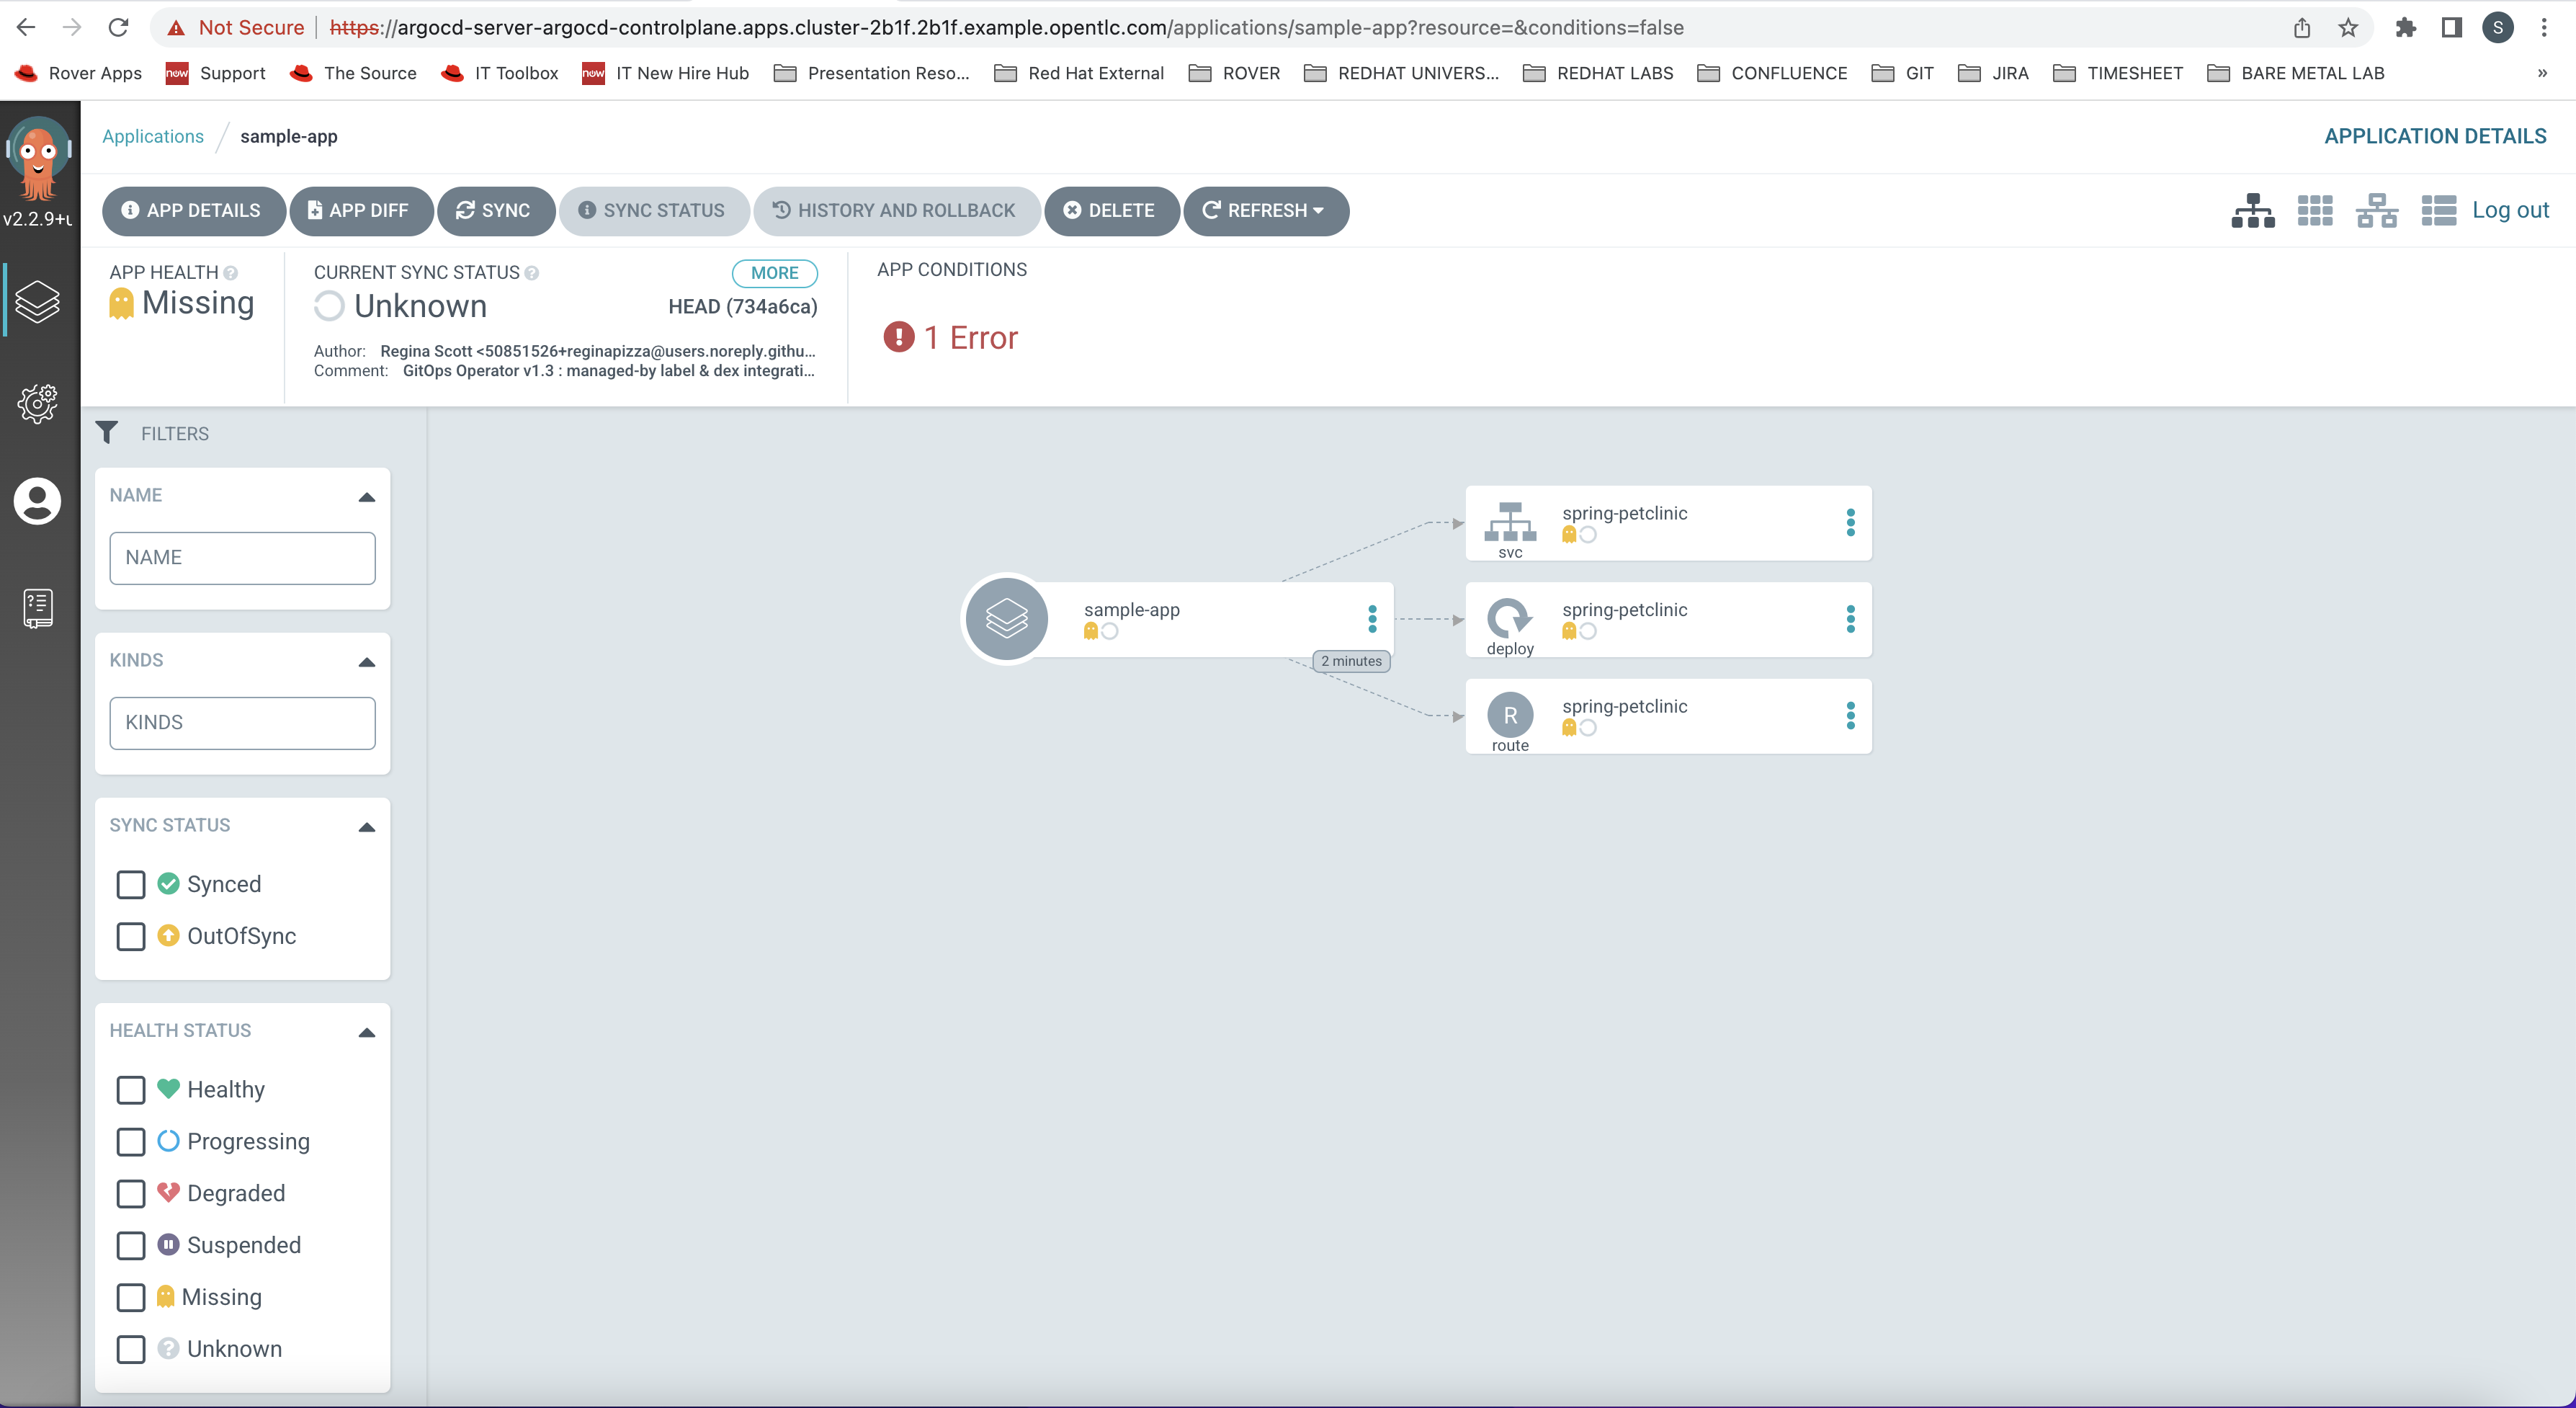 Not Secure | https://argocd-server-argocd-controlplane.apps.cluster-2b1f.2b1f.example.opentlc.com/applications/sample-app?resource=&conditions=false
S
Rover Apps now Support The Source IT Toolbox now IT New Hire Hub Presentation Reso... Red Hat External ROVER REDHAT UNIVERS... REDHAT LABS CONFLUENCE GIT JIRA TIMESHEET BARE METAL LAB »
Applications / sample-app
APPLICATION DETAILS
v2.2.9+u
APP DETAILS APP DIFF SYNC SYNC STATUS HISTORY AND ROLLBACK DELETE REFRESH
Log out
APP HEALTH
Missing
CURRENT SYNC STATUS
MORE
Unknown
HEAD (734a6ca)
Author: Regina Scott <50851526+reginapizza@users.noreply.githu...
Comment: GitOps Operator v1.3 : managed-by label & dex integrati...
APP CONDITIONS
1 Error
FILTERS
NAME
NAME
KINDS
KINDS
SYNC STATUS
Synced
OutOfSync
HEALTH STATUS
Healthy
Progressing
Degraded
Suspended
Missing
Unknown
sample-app
2 minutes
spring-petclinic
svc
spring-petclinic
deploy
spring-petclinic
R
route